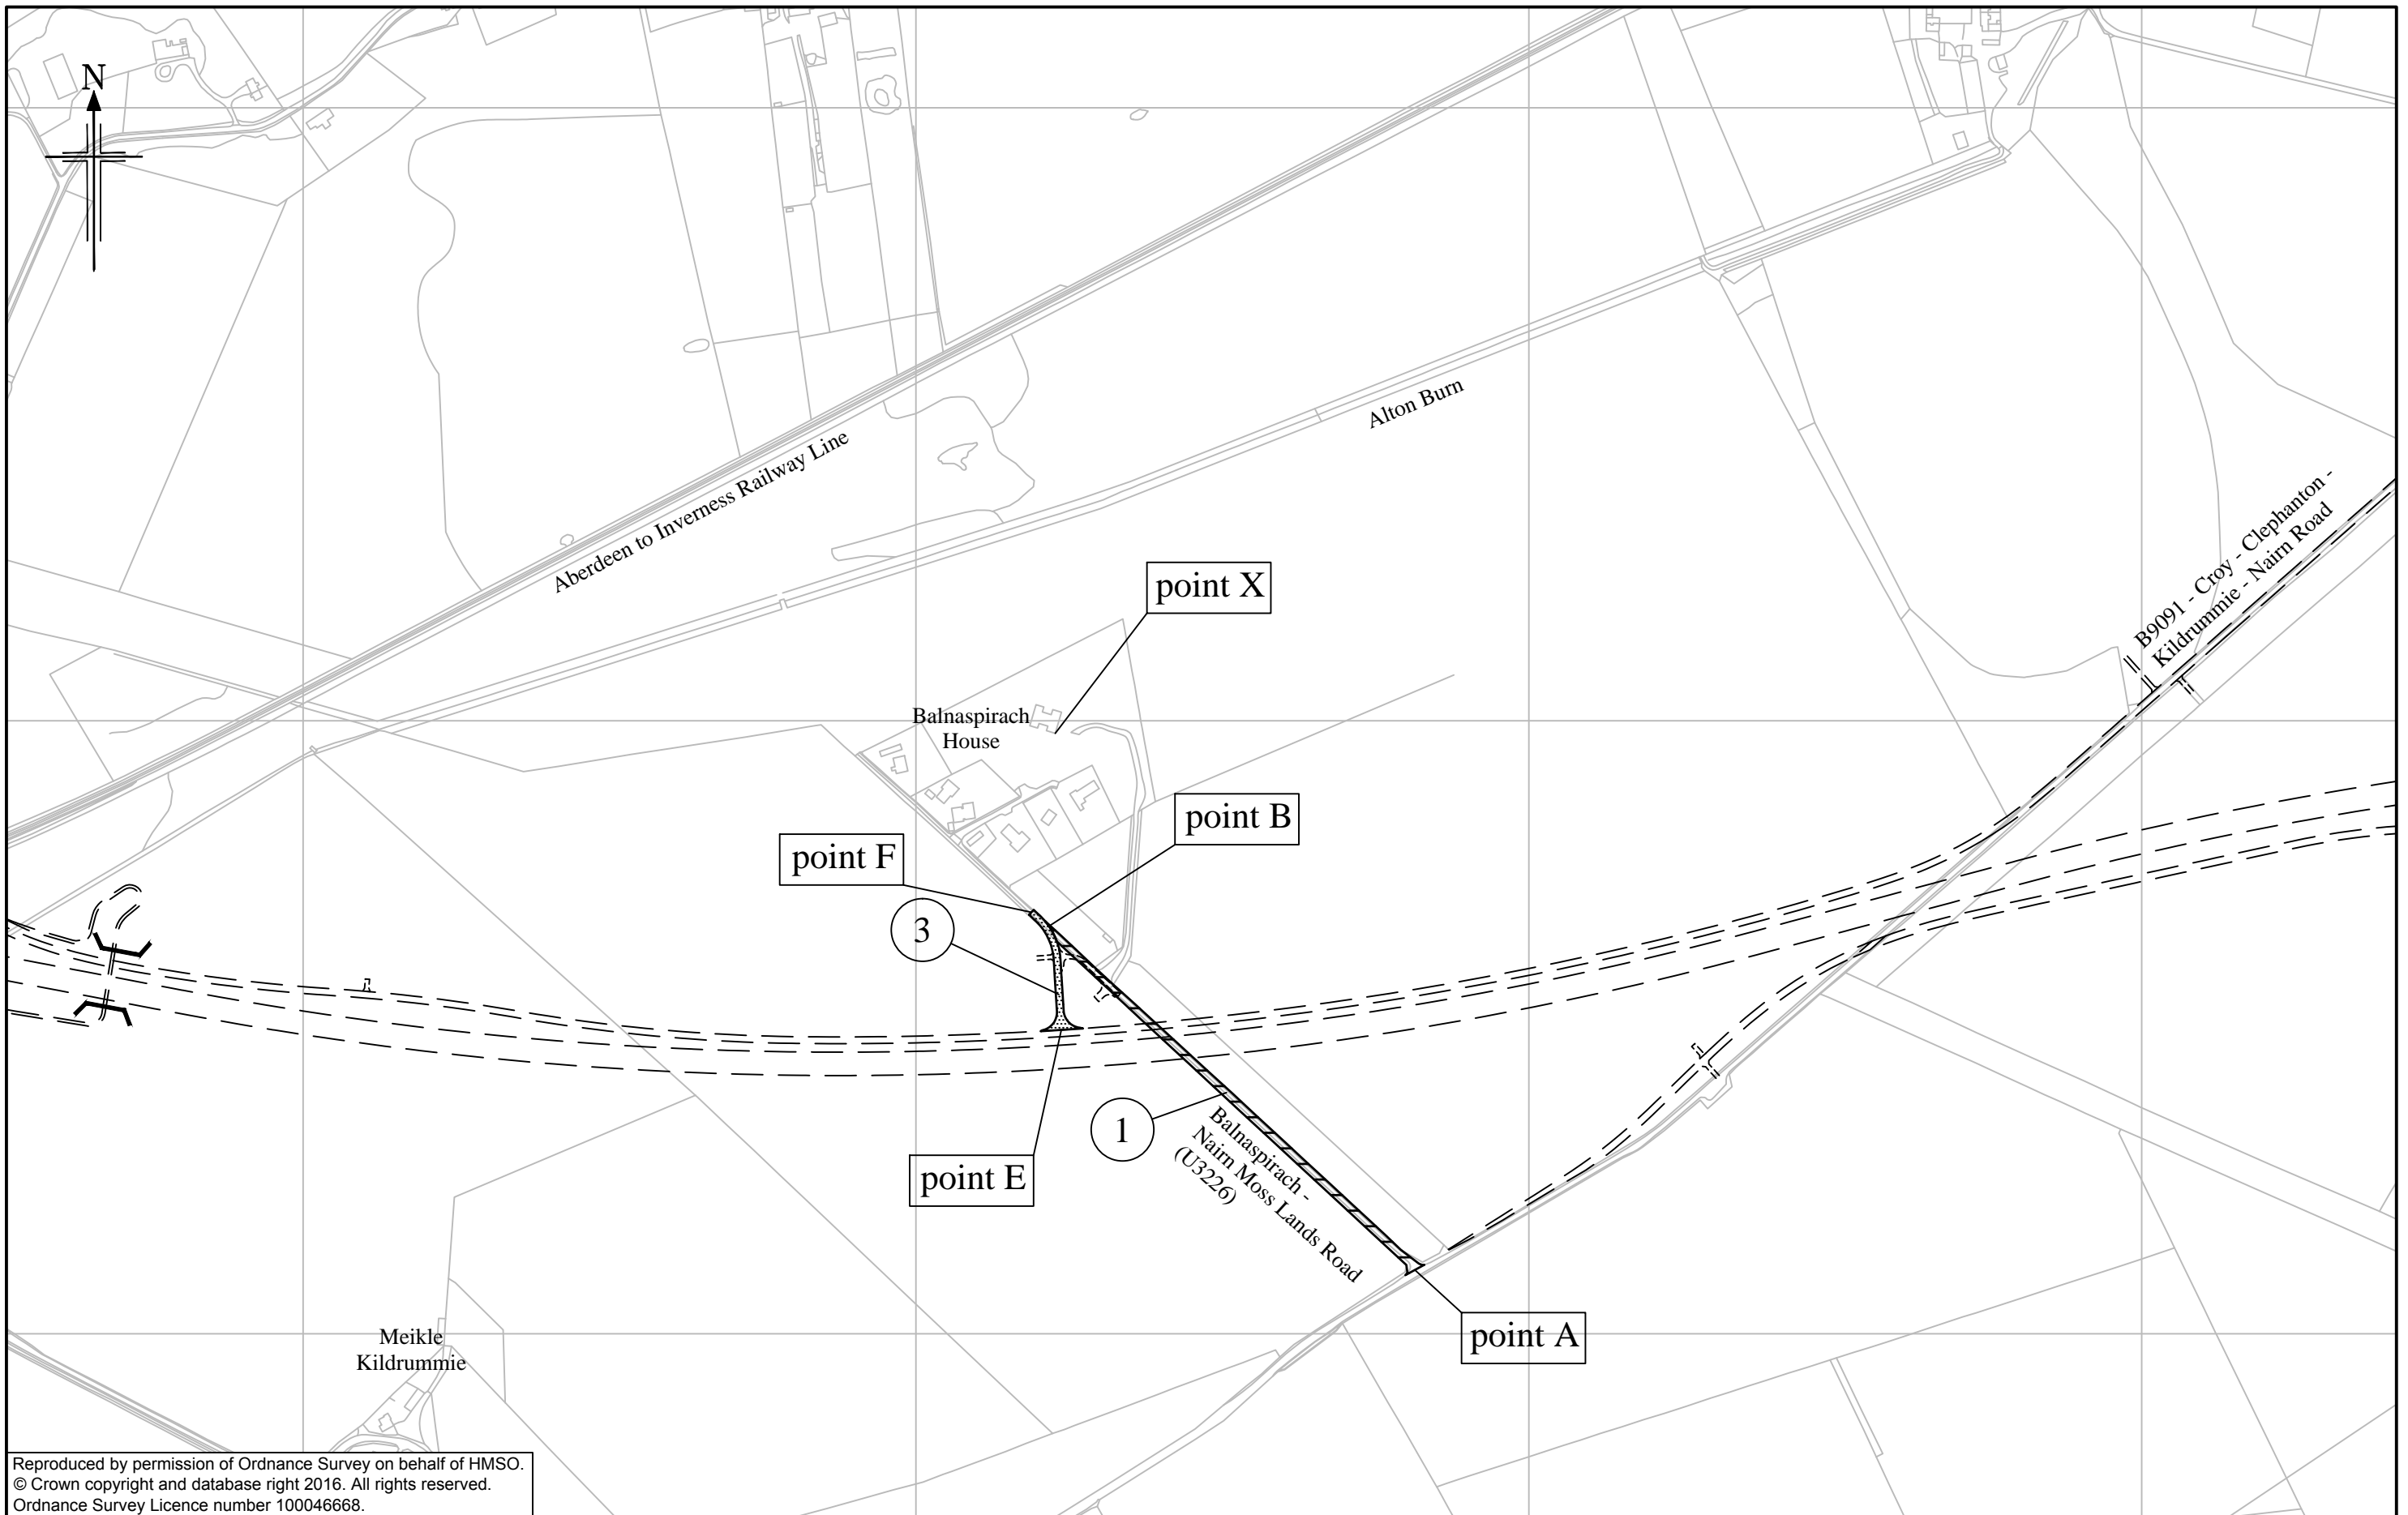 N
Aberdeen to Inverness Railway Line
Alton Burn
B9091 - Croy - Clephanton -
Kildrummie - Nairn Road
point X
Balnaspirach
House
point B
point F
3
1
Balnaspirach -
Nairn Moss Lands Road
(U3226)
point E
point A
Meikle
Kildrummie
Reproduced by permission of Ordnance Survey on behalf of HMSO.
© Crown copyright and database right 2016. All rights reserved.
Ordnance Survey Licence number 100046668.